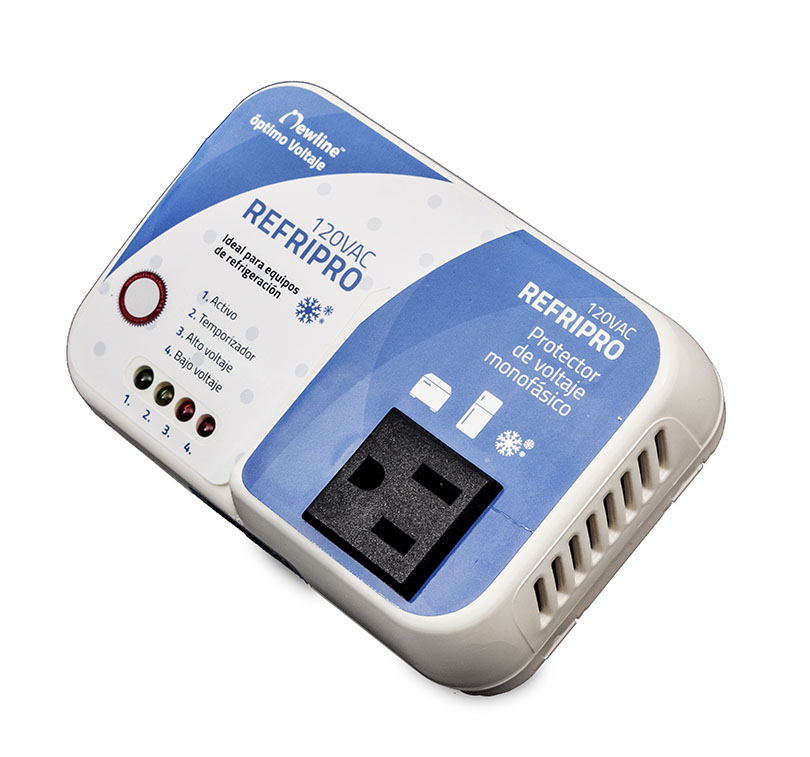 Newline™
óptimo Voltaje
120VAC
REFRIPRO
Ideal para equipos
de refrigeración
1. Activo
2. Temporizador
3. Alto voltaje
4. Bajo voltaje
1. 2. 3. 4.
120VAC
REFRIPRO
Protector
de voltaje
monofásico